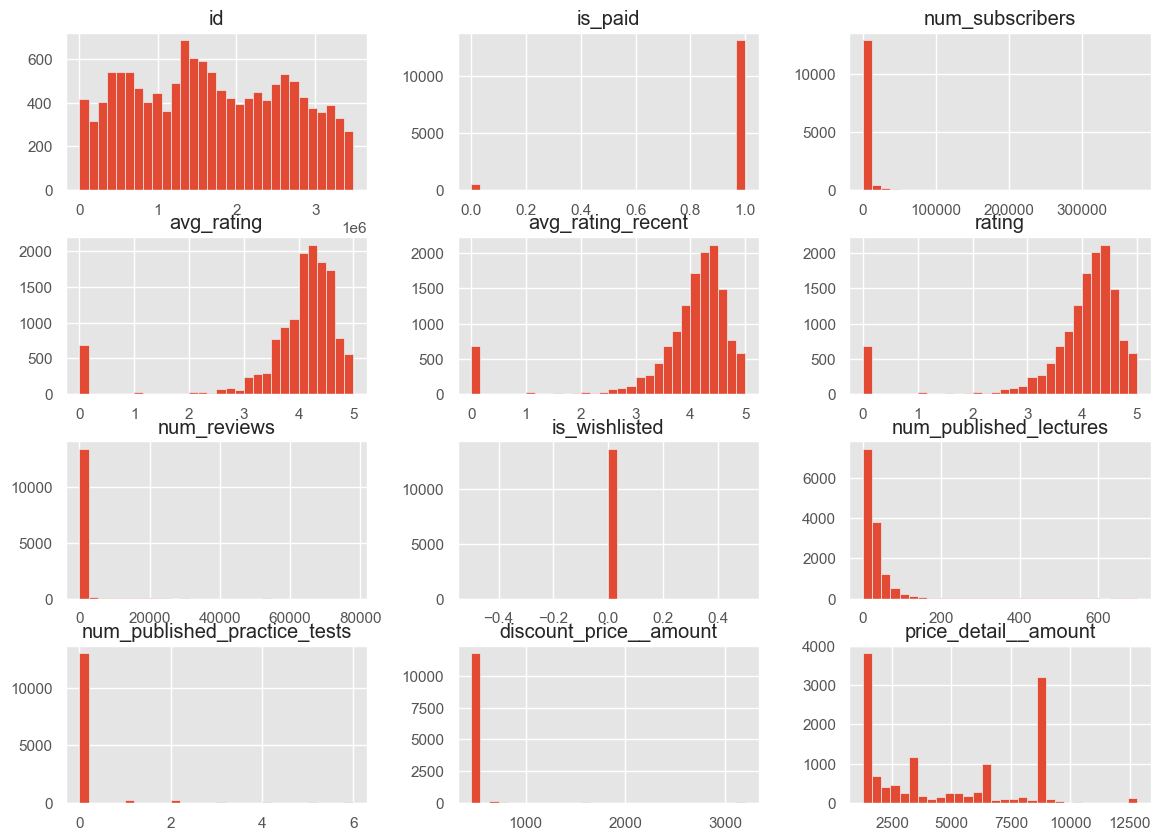 id
is_paid
num_subscribers
600
400
200
0
0 1 2 3
1e6
10000
5000
0
0.0 0.2 0.4 0.6 0.8 1.0
10000
5000
0
0 100000 200000 300000
avg_rating
avg_rating_recent
rating
2000
1500
1000
500
0
0 1 2 3 4 5
2000
1500
1000
500
0
0 1 2 3 4 5
2000
1500
1000
500
0
0 1 2 3 4 5
num_reviews
is_wishlisted
num_published_lectures
10000
5000
0
0 20000 40000 60000 80000
10000
5000
0
−0.4 −0.2 0.0 0.2 0.4
6000
4000
2000
0
0 200 400 600
num_published_practice_tests
discount_price__amount
price_detail__amount
10000
5000
0
0 2 4 6
10000
7500
5000
2500
0
1000 2000 3000
4000
3000
2000
1000
0
2500 5000 7500 10000 12500